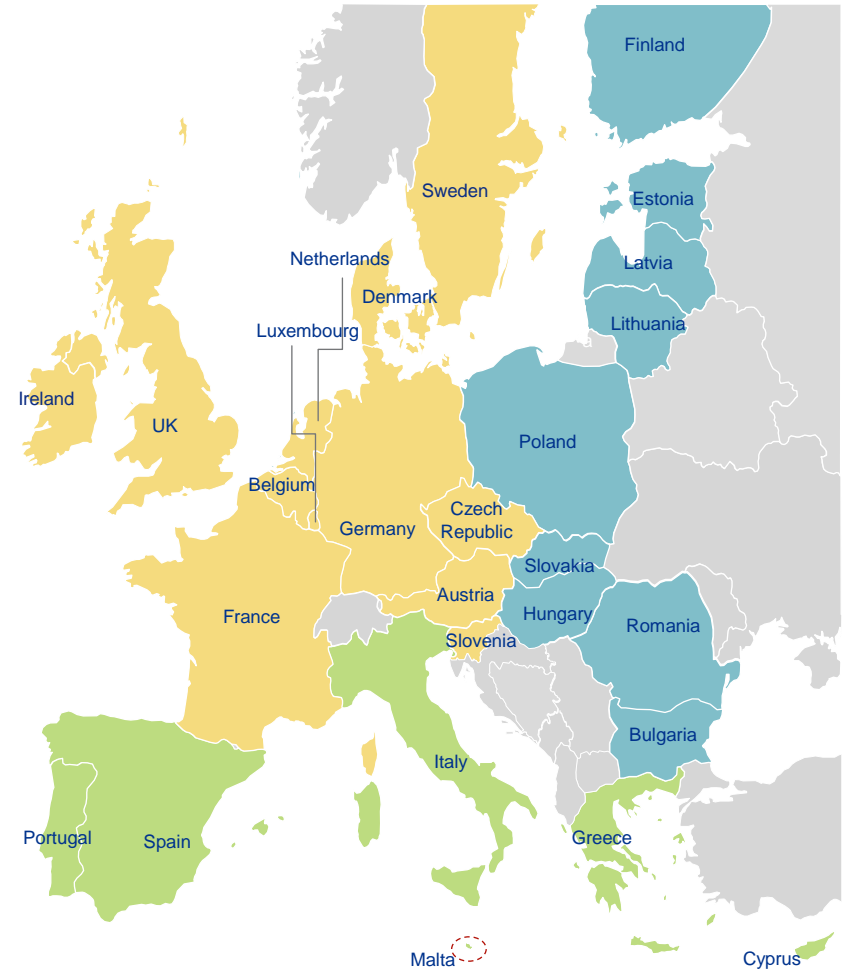 Finland
Sweden
Estonia
Netherlands
Latvia
Denmark
Luxembourg
Lithuania
Ireland
UK
Poland
Belgium
Czech
Republic
Germany
Slovakia
Austria
France
Hungary
Romania
Slovenia
Bulgaria
Italy
Portugal
Spain
Greece
Malta
Cyprus